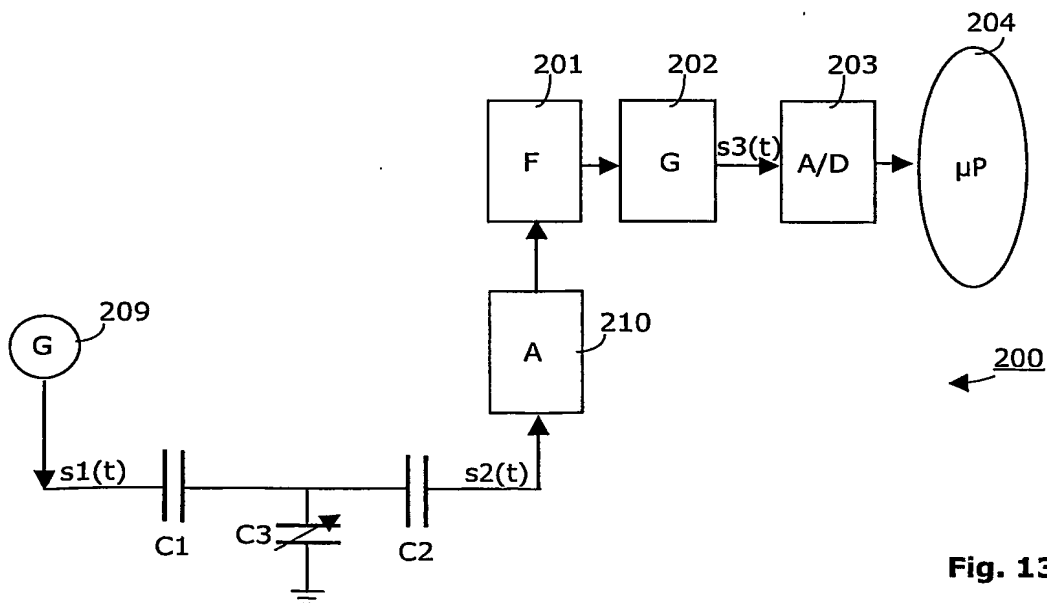 204
201
202
203
F
G
s3(t)
A/D
µP
209
G
210
A
200
s1(t)
s2(t)
C3
C1
C2
Fig. 13